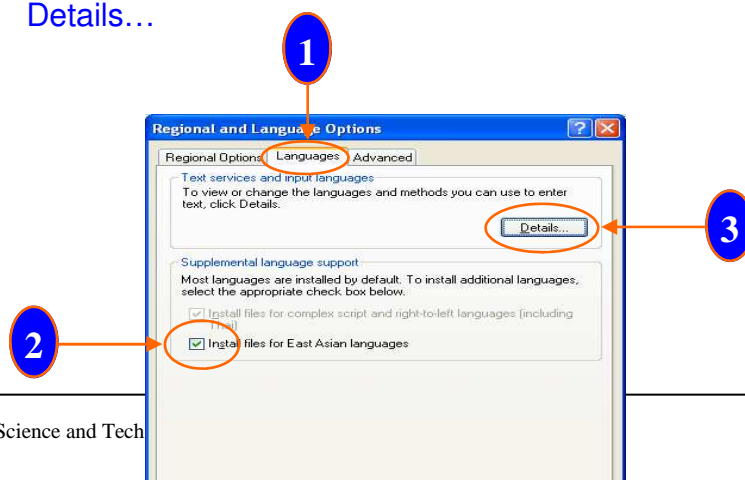 Details…
1
Regional and Language Options
Regional Options Languages Advanced
Text services and input languages
To view or change the languages and methods you can use to enter
text, click Details.
Details...
3
Supplemental language support
Most languages are installed by default. To install additional languages,
select the appropriate check box below.
Install files for complex script and right-to-left languages (including
Thai)
2
Install files for East Asian languages
Science and Tech